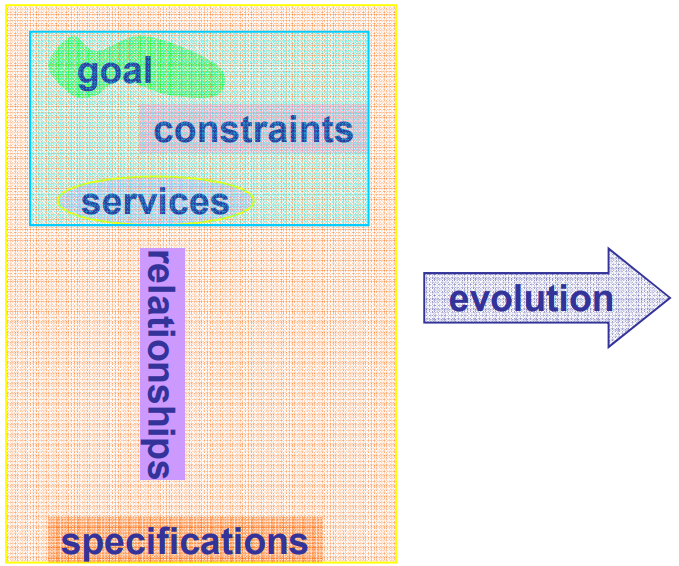 goal
constraints
services
relationships
evolution
specifications